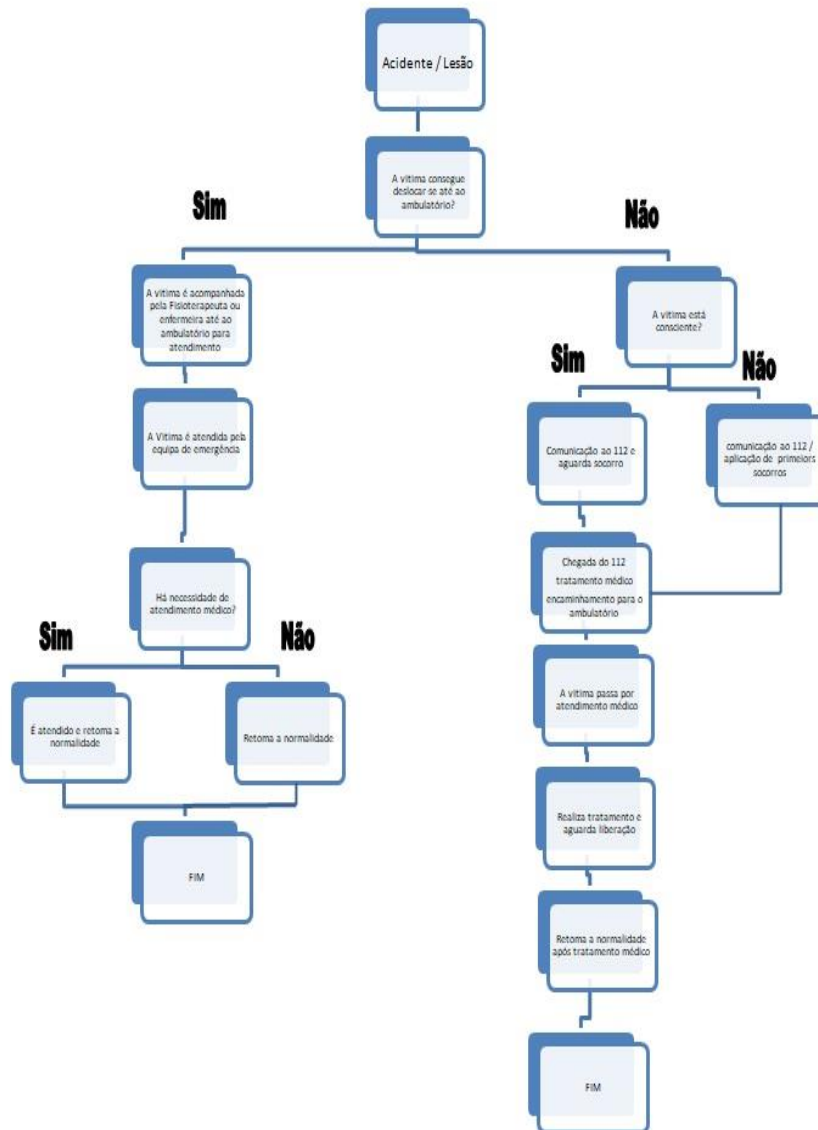 Acidente / Lesão
A vítima consegue
deslocar se até ao
ambulatório?
Sim
Não
A vítima é acompanhada
pela Fisioterapeuta ou
enfermeira até ao
ambulatório para
atendimento
A vítima está
consciente?
Sim
Não
A Vítima é atendida pela
equipa de emergência
Comunicação ao 112 e
aguarda socorro
comunicação ao 112 /
aplicação de primeiors
socorros
Há necessidade de
atendimento médico?
Chegada do 112
tratamento médico
encaminhamento para o
ambulatório
Sim
Não
É atendido e retoma a
normalidade
Retoma a normalidade
A vítima passa por
atendimento médico
Realiza tratamento e
aguarda liberação
FIM
Retoma a normalidade
após tratamento médico
FIM